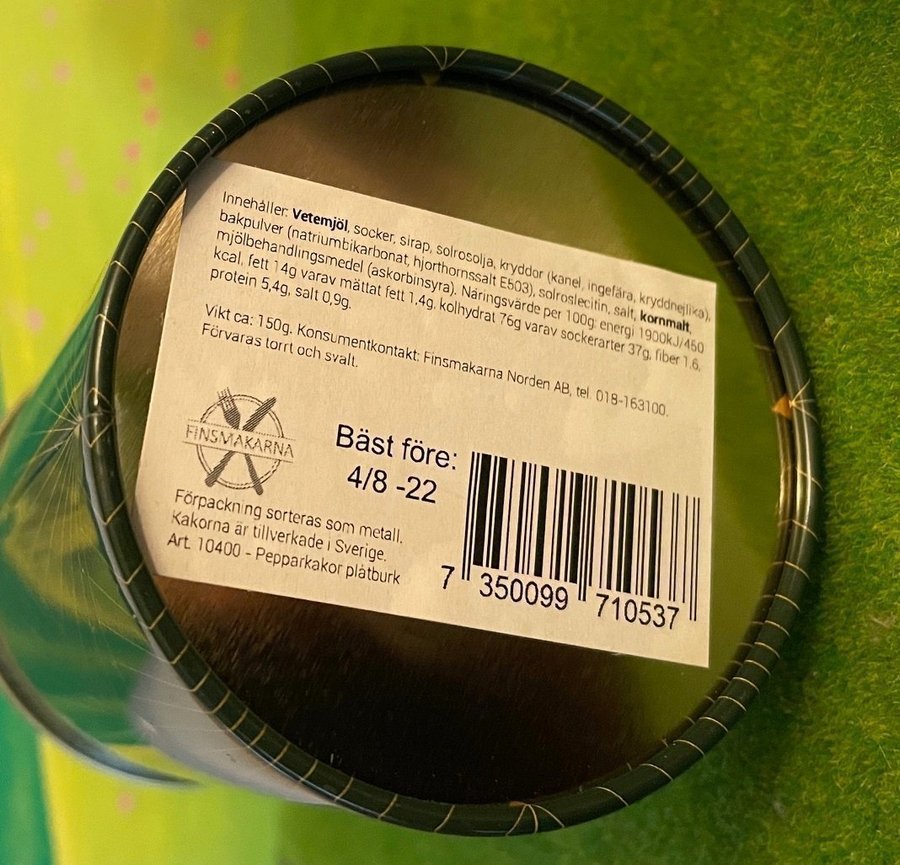 Innehåller: Vetemjöl, socker, sirap, solrosolja, kryddor (kanel, ingefära, kryddnejlika),
bakpulver (natriumbikarbonat, hjorthornssalt E503), solroslecitin, salt, kornmalt,
mjölbehandlingsmedel (askorbinsyra). Näringsvärde per 100g: energi 1900kJ/450
kcal, fett 14g varav mättat fett 1,4g, kolhydrat 76g varav sockerarter 37g, fiber 1.6,
protein 5,4g, salt 0,9g.
Vikt ca: 150g. Konsumentkontakt: Finsmakarna Norden AB, tel. 018-163100.
Förvaras torrt och svalt.
FINSMAKARNA
Bäst före:
4/8 -22
Förpackning sorteras som metall.
Kakorna är tillverkade i Sverige.
Art. 10400 - Pepparkakor plåtburk
7 350099 710537